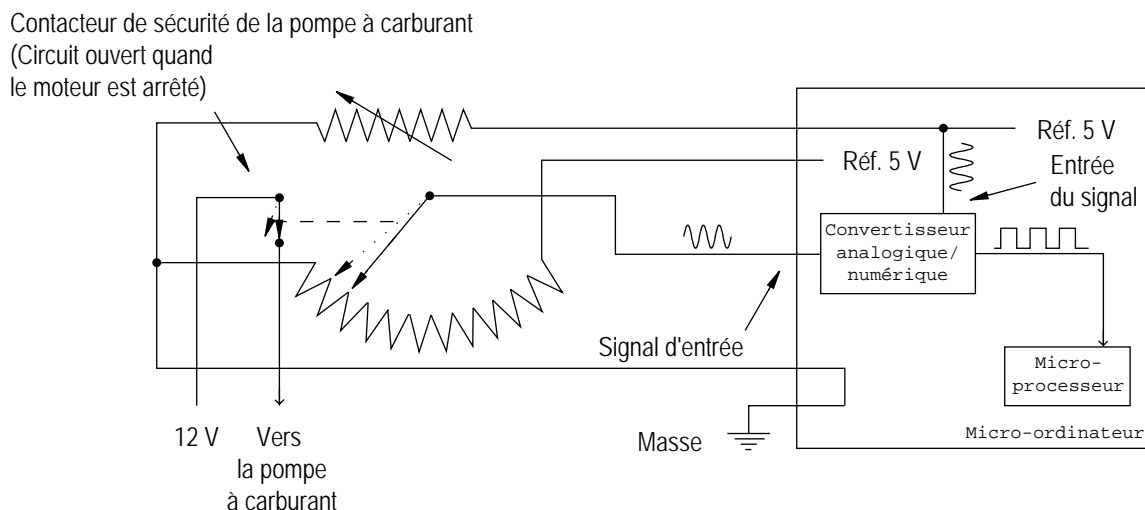 Contacteur de sécurité de la pompe à carburant
(Circuit ouvert quand
le moteur est arrêté)
Réf. 5 V
Réf. 5 V
Entrée
du signal
Convertisseur
analogique/
numérique
Signal d'entrée
Micro-
processeur
12 V
Vers
la pompe
à carburant
Masse
Micro-ordinateur